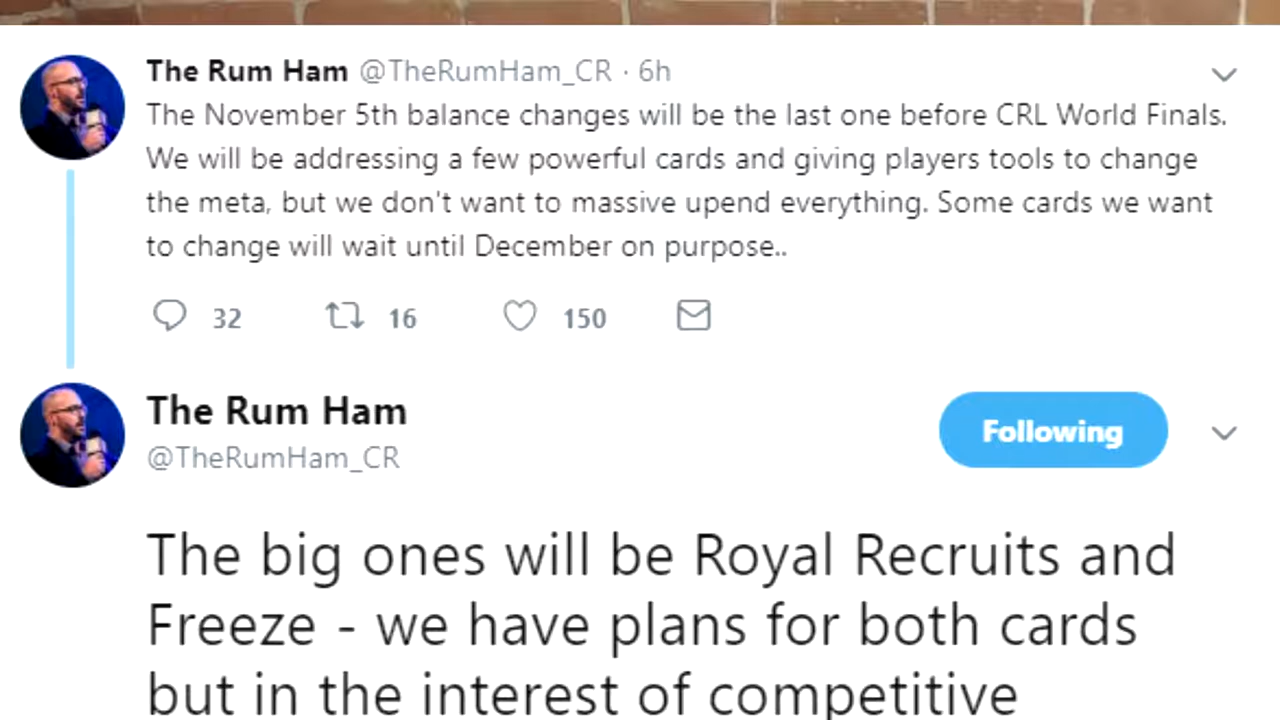 The Rum Ham @TheRumHam_CR · 6h
The November 5th balance changes will be the last one before CRL World Finals.
We will be addressing a few powerful cards and giving players tools to change
the meta, but we don't want to massive upend everything. Some cards we want
to change will wait until December on purpose..
32 16 150
The Rum Ham
Following
@TheRumHam_CR
The big ones will be Royal Recruits and
Freeze - we have plans for both cards
but in the interest of competitive